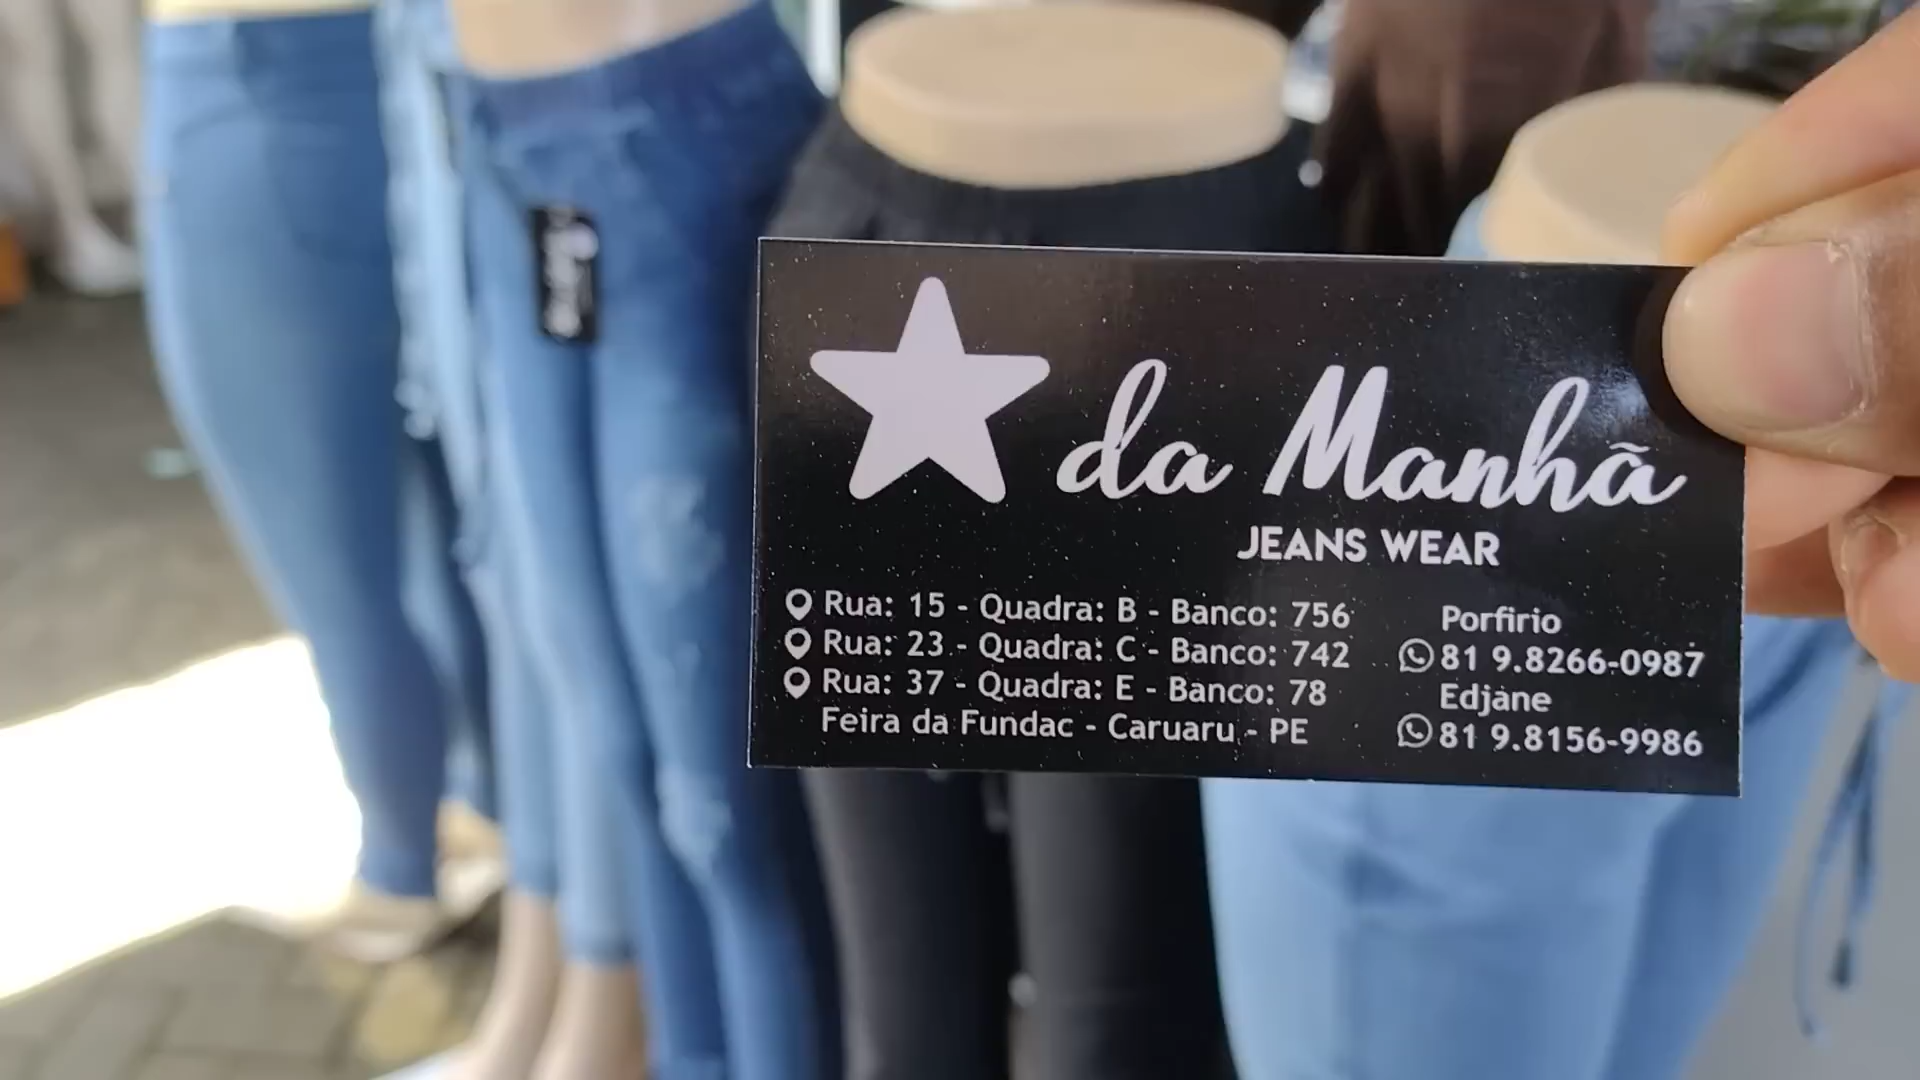 da Manhã
JEANS WEAR
Rua: 15 - Quadra: B - Banco: 756
Rua: 23 - Quadra: C - Banco: 742
Rua: 37 - Quadra: E - Banco: 78
Feira da Fundac - Caruaru - PE
Porfirio
81 9.8266-0987
Edjane
81 9.8156-9986